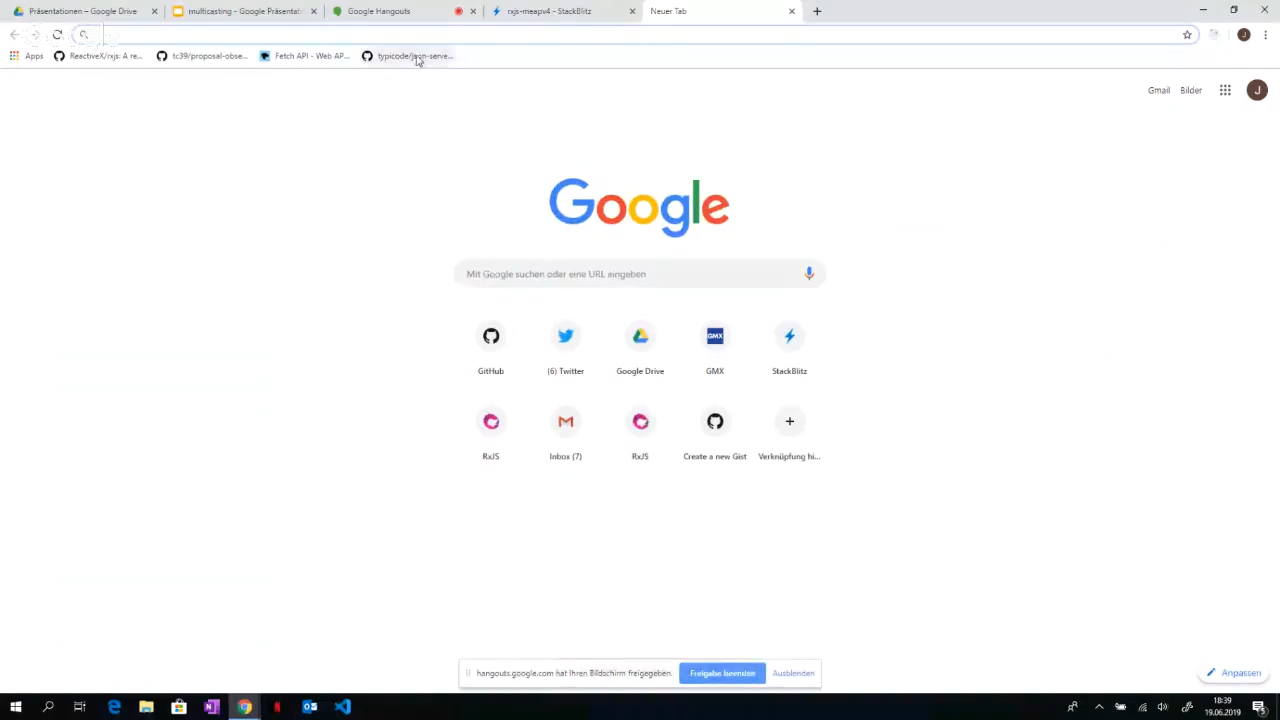 Präsentationen – Google Drive
multicasting - Google Präsentat
Google Hangouts
rxjs-meapv4 - StackBlitz
Neuer Tab
Apps
ReactiveX/rxjs: A re...
tc39/proposal-obse...
Fetch API - Web AP...
typicode/json-serve...
Gmail
Bilder
J
Google
Mit Google suchen oder eine URL eingeben
GitHub
(6) Twitter
Google Drive
GMX
GMX
StackBlitz
RxJS
Inbox (7)
RxJS
Create a new Gist
Verknüpfung hi...
hangouts.google.com hat Ihren Bildschirm freigegeben.
Freigabe beenden
Ausblenden
Anpassen
18:39
19.06.2019